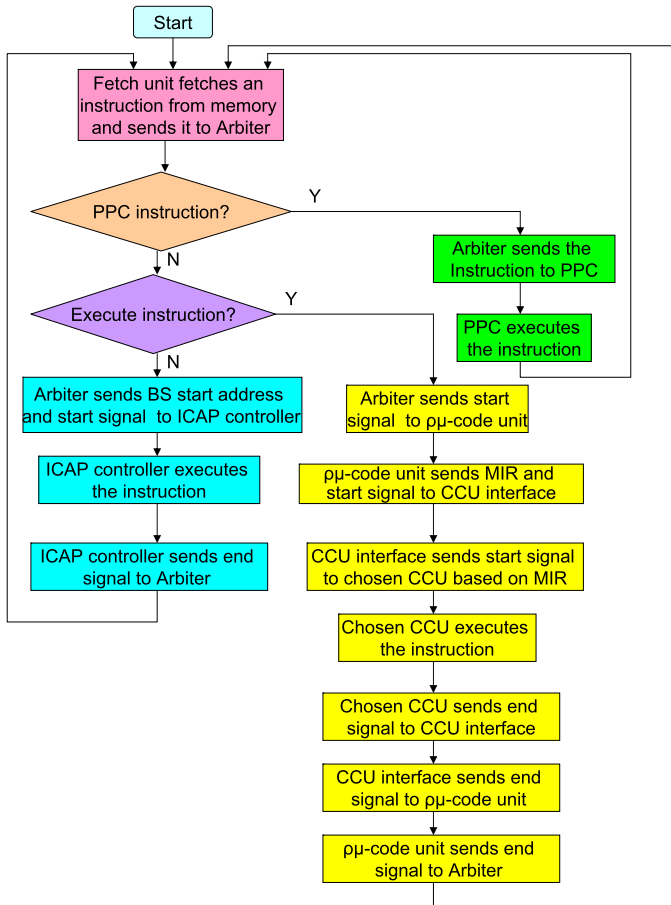 Start
Fetch unit fetches an
instruction from memory
and sends it to Arbiter
PPC instruction?
Y
N
Arbiter sends the
Instruction to PPC
PPC executes
the instruction
Execute instruction?
Y
N
Arbiter sends BS start address
and start signal to ICAP controller
ICAP controller executes
the instruction
ICAP controller sends end
signal to Arbiter
Arbiter sends start
signal to ρμ-code unit
ρμ-code unit sends MIR and
start signal to CCU interface
CCU interface sends start signal
to chosen CCU based on MIR
Chosen CCU executes
the instruction
Chosen CCU sends end
signal to CCU interface
CCU interface sends end
signal to ρμ-code unit
ρμ-code unit sends end
signal to Arbiter